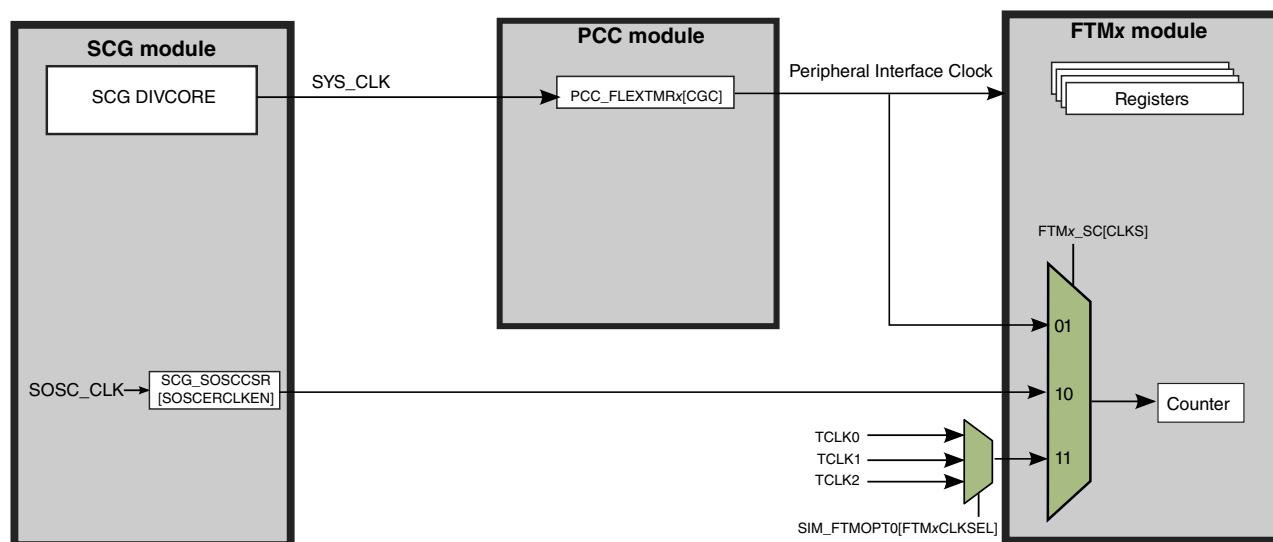 SCG module
SCG DIVCORE
SYS_CLK
SOSC_CLK
SCG_SOSCCSR
[SOSCERCLKEN]
PCC module
PCC_FLEXTMRx[CGC]
Peripheral Interface Clock
FTMx module
Registers
FTMx_SC[CLKS]
01
10
11
Counter
TCLK0
TCLK1
TCLK2
SIM_FTMOPT0[FTMxCLKSEL]